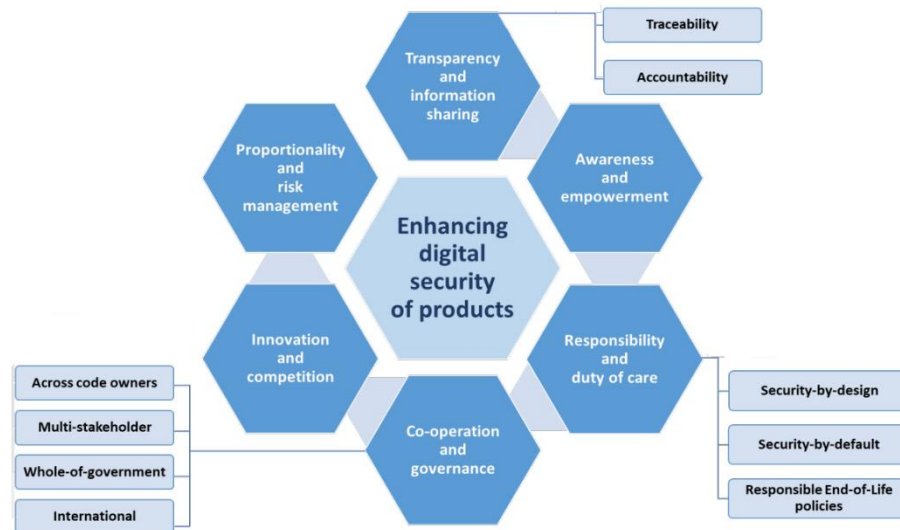 Transparency
and
information
sharing
Traceability
Accountability
Proportionality
and
risk
management
Awareness
and
empowerment
Enhancing
digital
security
of products
Innovation
and
competition
Responsibility
and
duty of care
Co-operation
and
governance
Across code owners
Multi-stakeholder
Whole-of-government
International
Security-by-design
Security-by-default
Responsible End-of-Life
policies